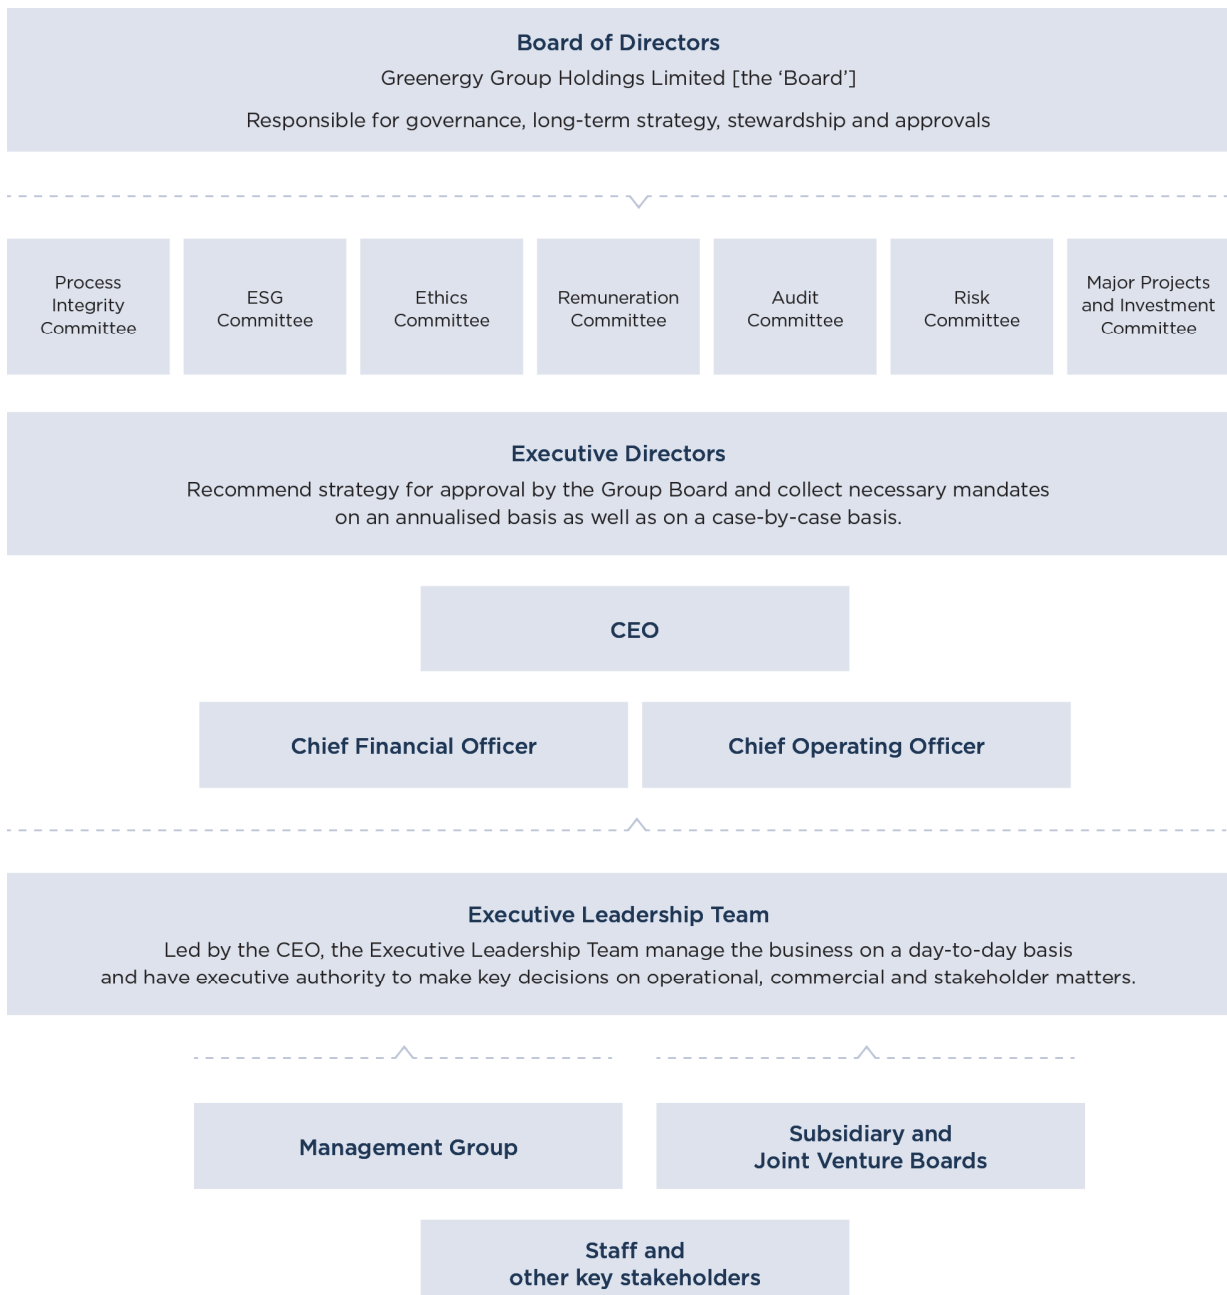 Board of Directors
Greenergy Group Holdings Limited [the ‘Board’]
Responsible for governance, long-term strategy, stewardship and approvals
Process
Integrity
Committee
ESG
Committee
Ethics
Committee
Remuneration
Committee
Audit
Committee
Risk
Committee
Major Projects
and Investment
Committee
Executive Directors
Recommend strategy for approval by the Group Board and collect necessary mandates
on an annualised basis as well as on a case-by-case basis.
CEO
Chief Financial Officer
Chief Operating Officer
Executive Leadership Team
Led by the CEO, the Executive Leadership Team manage the business on a day-to-day basis
and have executive authority to make key decisions on operational, commercial and stakeholder matters.
Management Group
Subsidiary and
Joint Venture Boards
Staff and
other key stakeholders